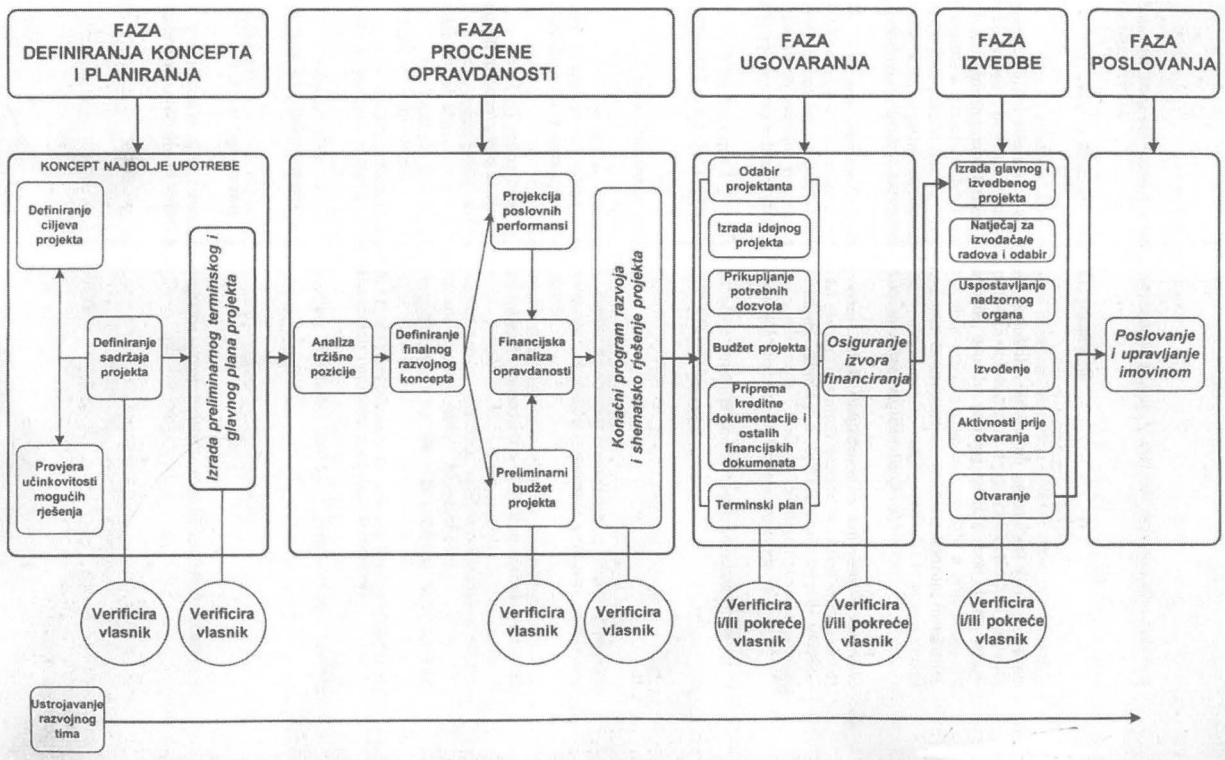 FAZA
DEFINIRANJA KONCEPTA
I PLANIRANJA
FAZA
PROCJENE
OPRAVDANOSTI
FAZA
UGOVARANJA
FAZA
IZVEDBE
FAZA
POSLOVANJA
KONCEPT NAJBOLJE UPOTREBE
Definiranje
ciljeva
projekta
Definiranje
sadržaja
projekta
Provjera
učinkovitosti
mogućih
rješenja
Izrada preliminarnog terminskog i
glavnog plana projekta
Analiza
tržišne
pozicije
Definiranje
finalnog
razvojnog
koncepta
Projekcija
poslovnih
performansi
Financijska
analiza
opravdanosti
Preliminarni
budžet
projekta
Konačni program razvoja
i shematsko rješenje projekta
Odabir
projektanta
Izrada idejnog
projekta
Prikupljanje
potrebnih
dozvola
Budžet projekta
Priprema
kreditne
dokumentacije i
ostalih
financijskih
dokumenata
Terminski plan
Osiguranje
izvora
financiranja
Izrada glavnog i
izvedbenog
projekta
Natječaj za
izvođača/e
radova i odabir
Uspostavljanje
nadzornog
organa
Izvođenje
Aktivnosti prije
otvaranja
Otvaranje
Poslovanje
i upravljanje
imovinom
Verificira
vlasnik
Verificira
vlasnik
Verificira
vlasnik
Verificira
vlasnik
Verificira
i/ili pokreće
vlasnik
Verificira
i/ili pokreće
vlasnik
Verificira
i/ili pokreće
vlasnik
Ustrojavanje
razvojnog
tima